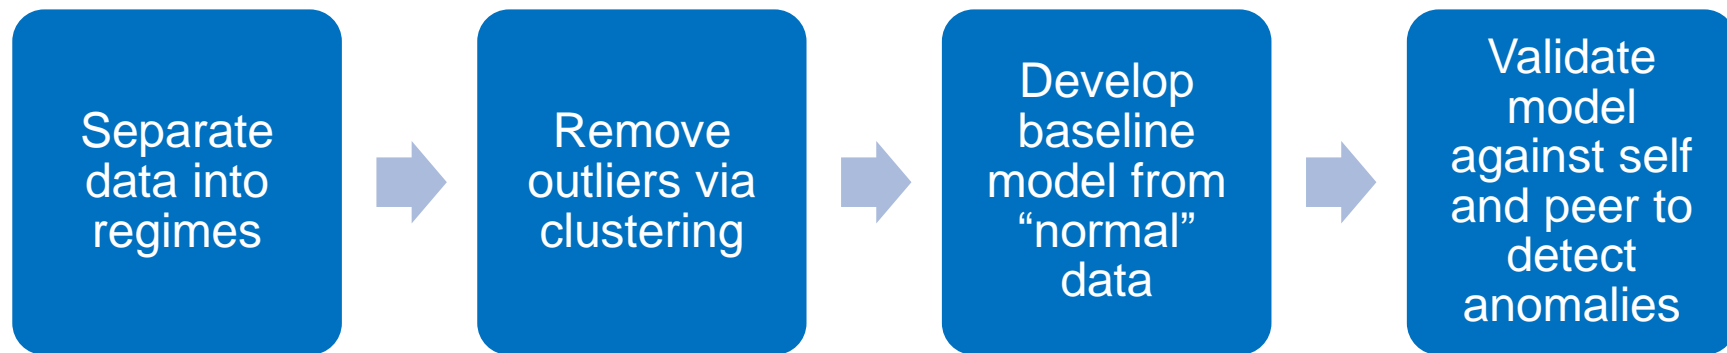 Separate
data into
regimes
Remove
outliers via
clustering
Develop
baseline
model from
“normal”
data
Validate
model
against self
and peer to
detect
anomalies